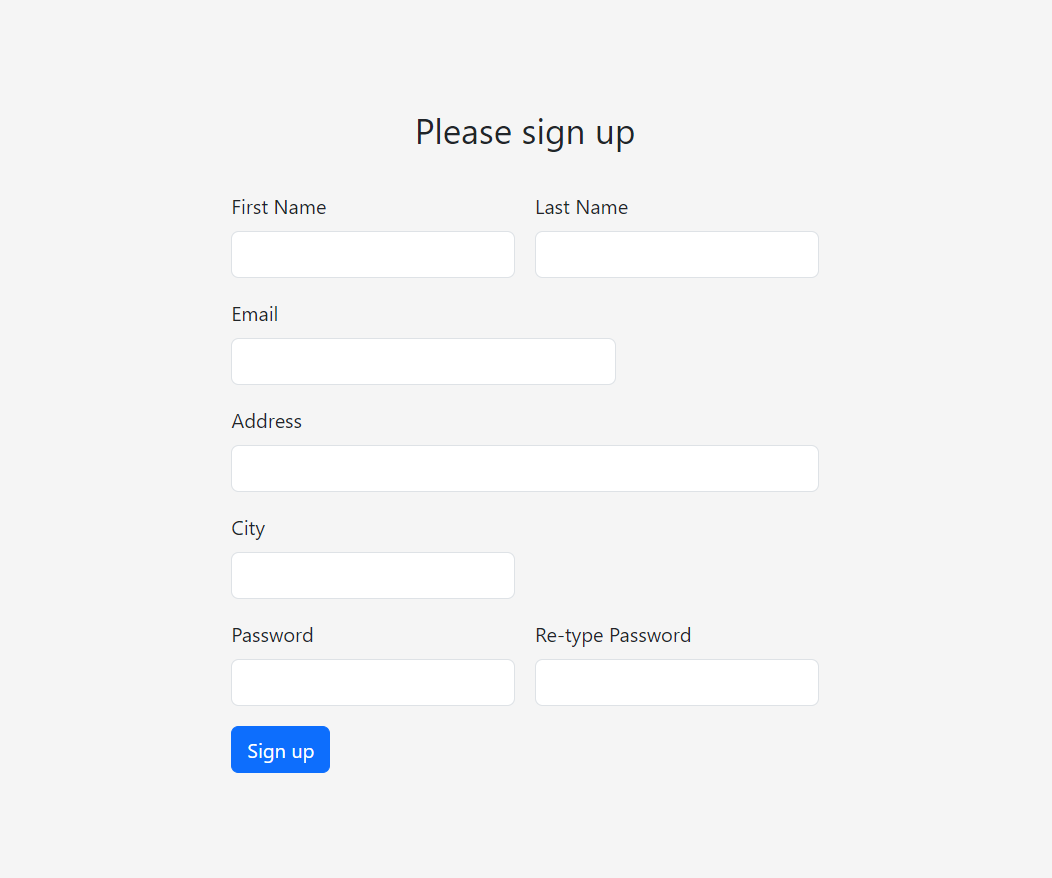 Please sign up
First Name
Last Name
Email
Address
City
Password
Re-type Password
Sign up